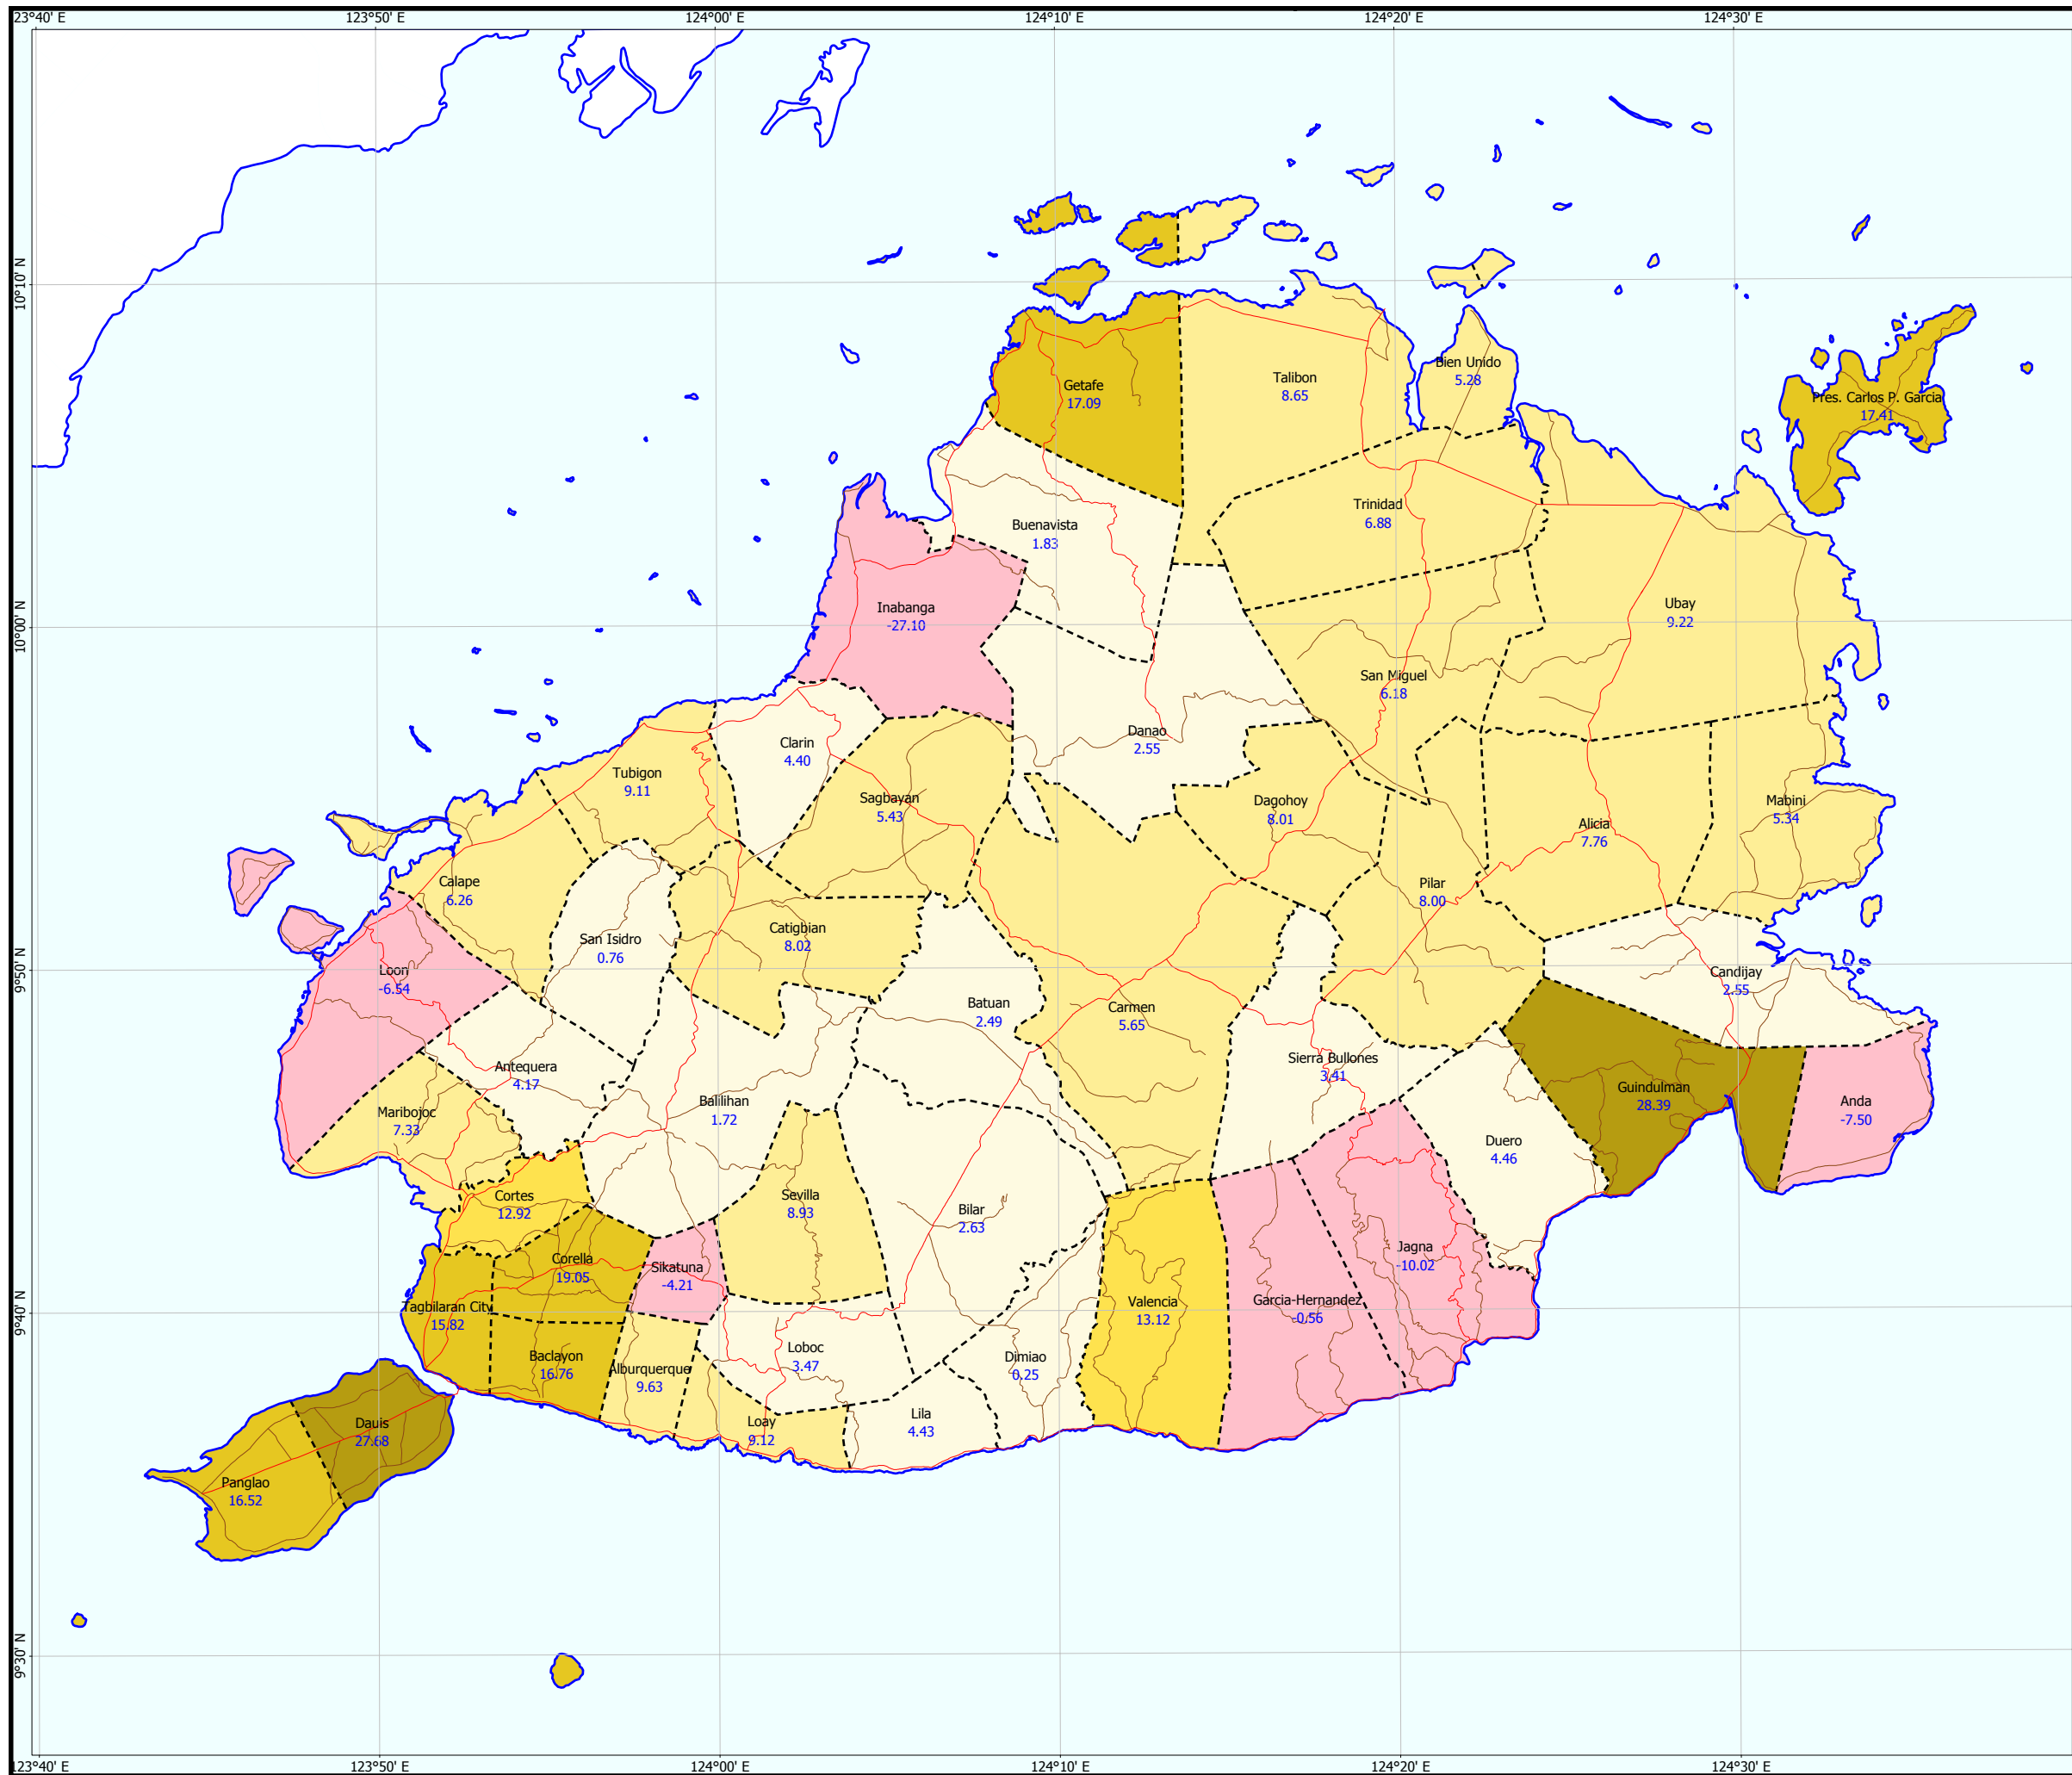 23°40' E
123°50' E
124°00' E
124°10' E
124°20' E
124°30' E
10°10' N
10°00' N
9°50' N
9°40' N
9°30' N
Bien Unido
5.28
Talibon
8.65
Getafe
17.09
Pres. Carlos P. Garcia
17.41
Trinidad
6.88
Buenavista
1.83
Ubay
9.22
Inabanga
-27.10
San Miguel
6.18
Danao
2.55
Clarin
4.40
Tubigon
9.11
Sagbayan
5.43
Dagohoy
8.01
Mabini
5.34
Alicia
7.76
Calape
6.26
Pilar
8.00
Catigbian
8.02
San Isidro
0.76
Loon
-6.54
Candijay
2.55
Batuan
2.49
Carmen
5.65
Sierra Bullones
3.41
Antequera
4.17
Guindulman
28.39
Anda
-7.50
Balilihan
1.72
Maribojoc
7.33
Duero
4.46
Cortes
12.92
Sevilla
8.93
Bilar
2.63
Jagna
-10.02
Corella
19.05
Sikatuna
-4.21
Garcia-Hernandez
-0.56
Valencia
13.12
Tagbilaran City
15.82
Loboc
3.47
Baclayon
16.76
Dimiao
0.25
Alburquerque
9.63
Lila
4.43
Loay
9.12
Dauis
27.68
Panglao
16.52
123°40' E
123°50' E
124°00' E
124°10' E
124°20' E
124°30' E